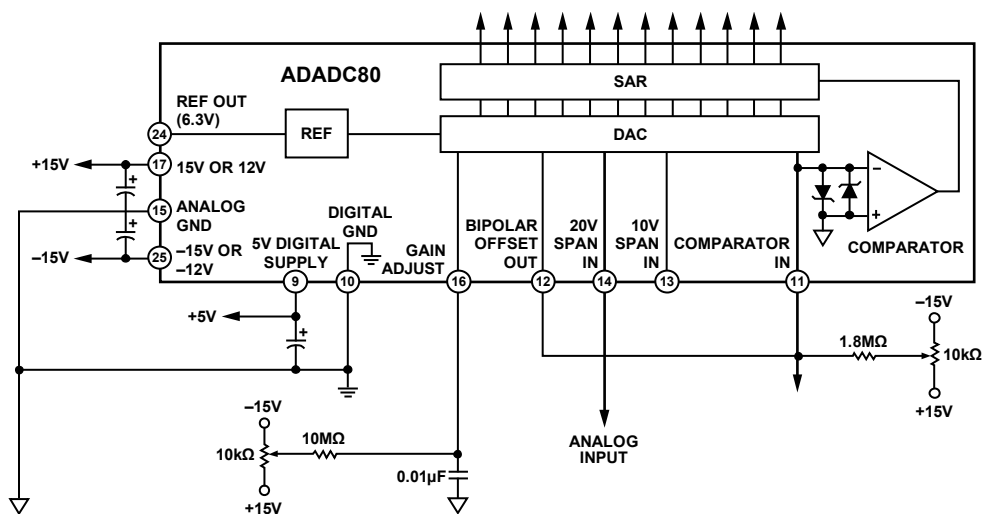 ADADC80
SAR
REF OUT
(6.3V)
24
REF
DAC
+15V
17
15V OR 12V
+
15
ANALOG
GND
+
–15V
25
–15V OR
–12V
5V DIGITAL
SUPPLY
9
DIGITAL
GND
10
GAIN
ADJUST
16
BIPOLAR
OFFSET
OUT
12
20V
SPAN
IN
14
10V
SPAN
IN
13
COMPARATOR
IN
11
–
+
COMPARATOR
+5V
+
–15V
1.8MΩ
10kΩ
+15V
–15V
10kΩ
10MΩ
+15V
0.01µF
ANALOG
INPUT